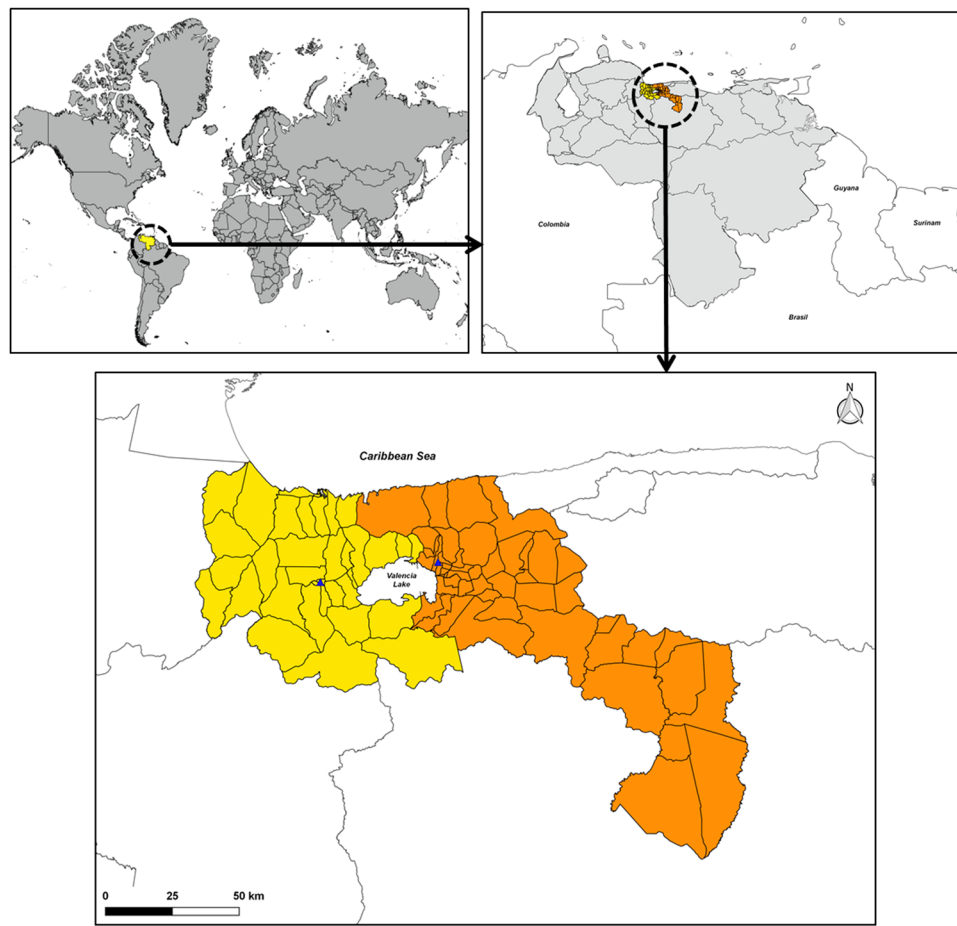 Guyana
Colombia
Surinam
Brasil
N
Caribbean Sea
Valencia
Lake
0 25 50 km